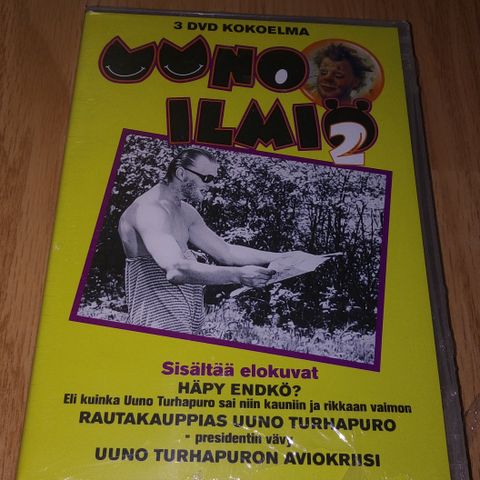 3 DVD KOKOELMA
UUNO
ILMIÖ
2
Sisältää elokuvat
HÄPY ENDKÖ?
Eli kuinka Uuno Turhapuro sai niin kauniin ja rikkaan vaimon
RAUTAKAUPPIAS UUNO TURHAPURO
- presidentin vävy
UUNO TURHAPURON AVIOKRIISI